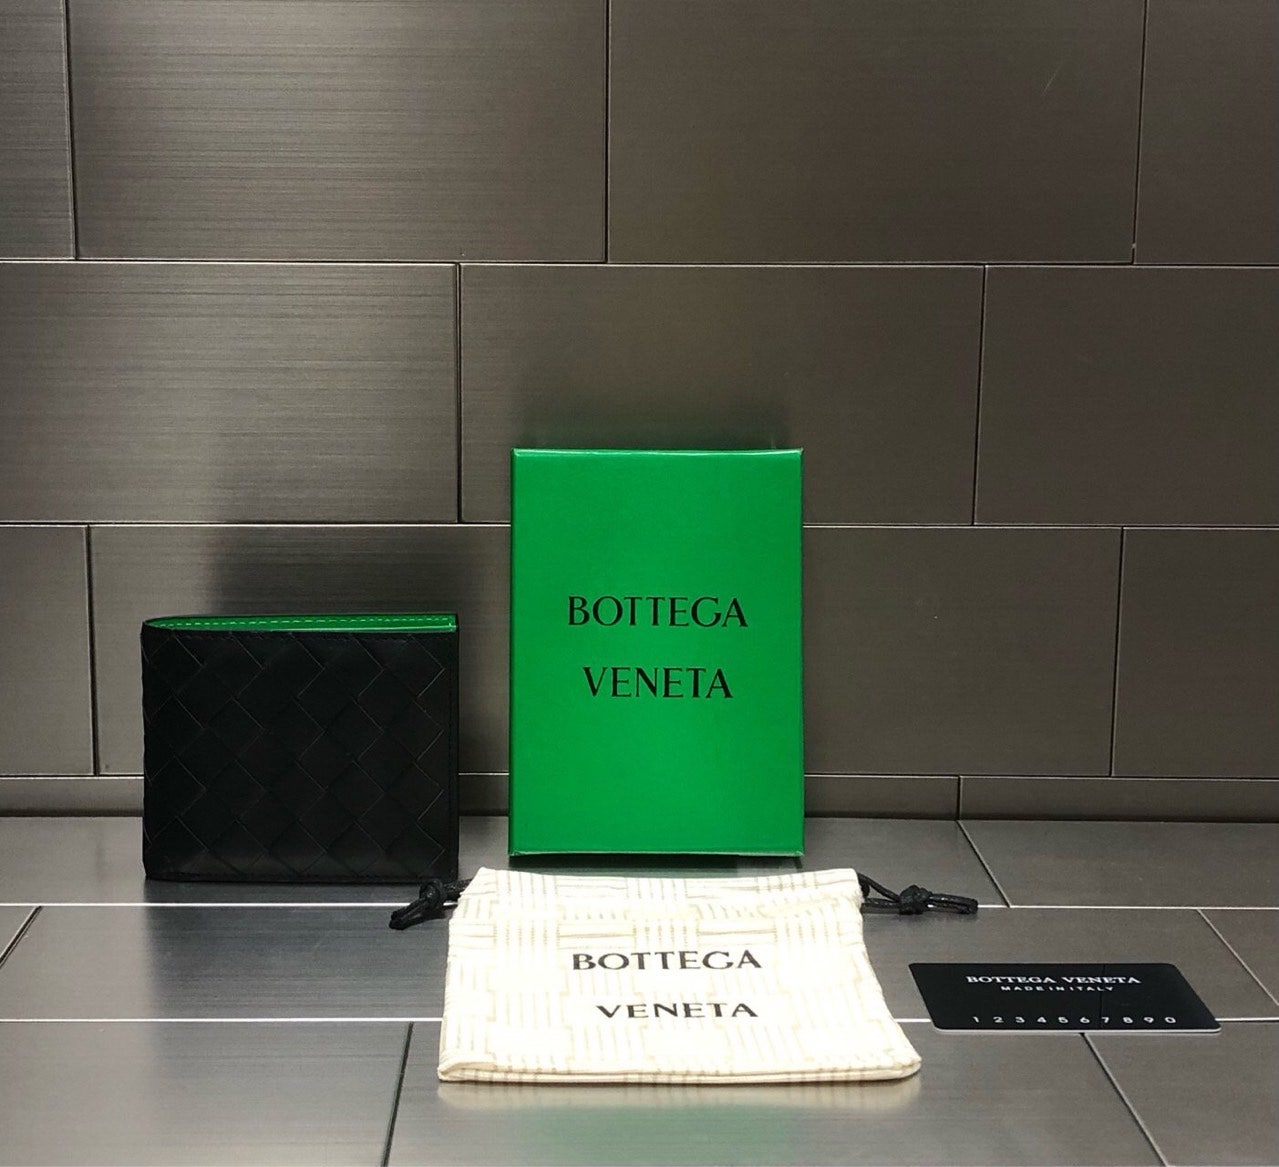 BOTTEGA
VENETA
BOTTEGA
VENETA
BOTTEGA VENETA
MADE IN ITALY
1 2 3 4 5 6 7 8 9 0